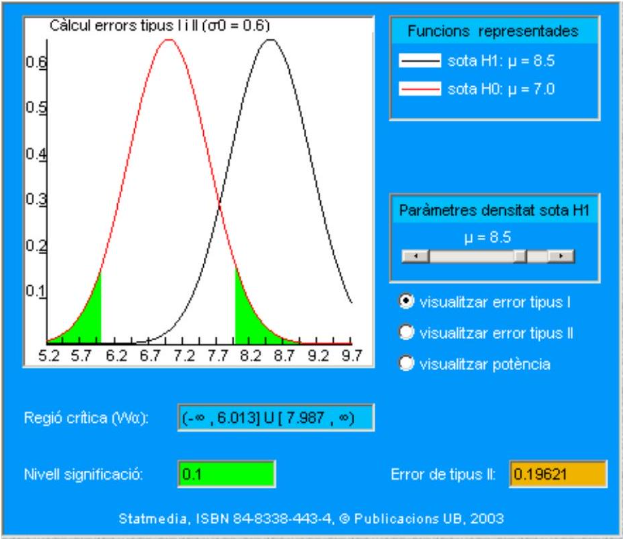 Càlcul errors tipus I i II (σ0 = 0.6)
0.6
0.5
0.4
0.3
0.2
0.1
5.2 5.7 6.2 6.7 7.2 7.7 8.2 8.7 9.2 9.7
Funcions representades
sota H1: μ = 8.5
sota H0: μ = 7.0
Paràmetres densitat sota H1
μ = 8.5
visualitzar error tipus I
visualitzar error tipus II
visualitzar potència
Regió crítica (Wα): (-∞ , 6.013] U [ 7.987 , ∞)
Nivell significació: 0.1 Error de tipus II: 0.19621
Statmedia, ISBN 84-8338-443-4, © Publicacions UB, 2003